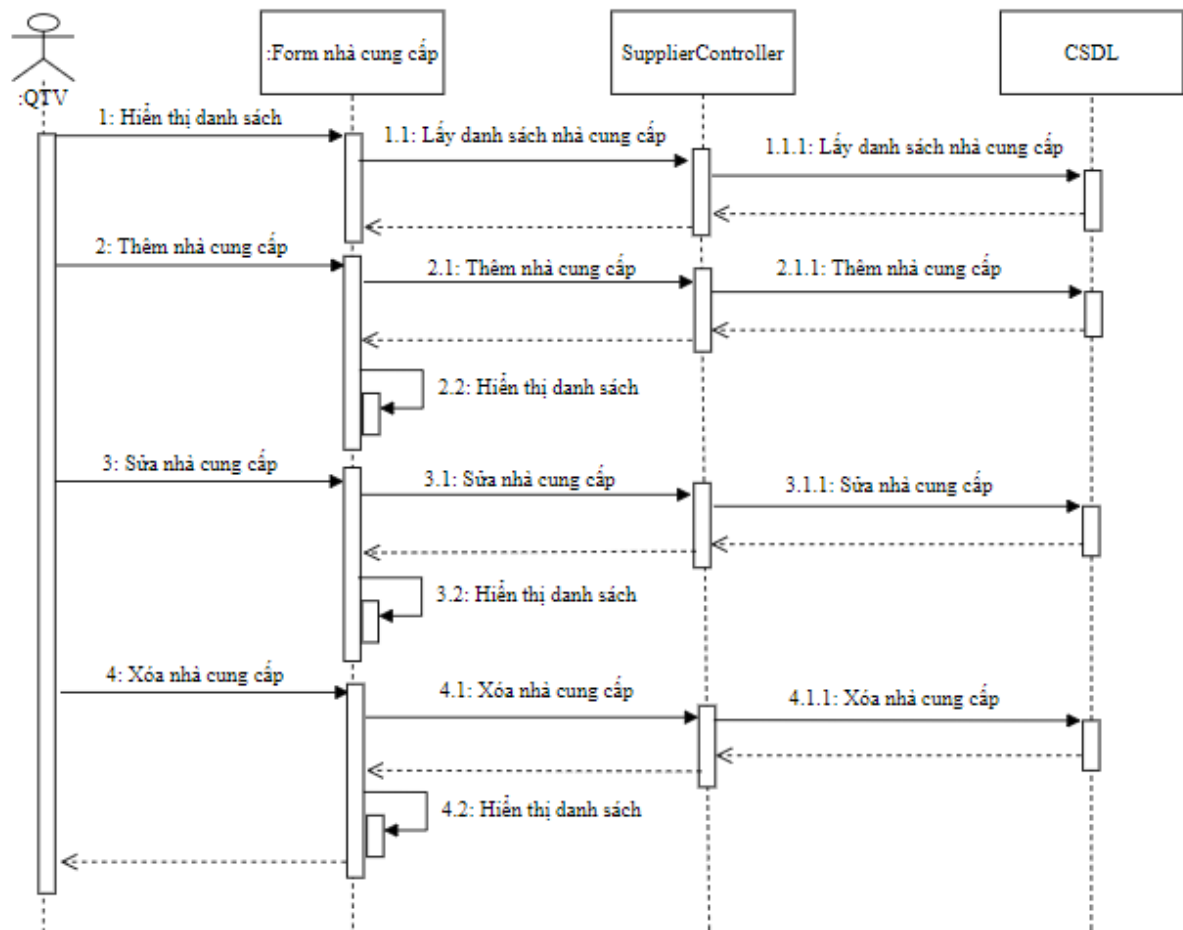 :Form nhà cung cấp
SupplierController
CSDL
:QTV
1: Hiển thị danh sách
1.1: Lấy danh sách nhà cung cấp
1.1.1: Lấy danh sách nhà cung cấp
2: Thêm nhà cung cấp
2.1: Thêm nhà cung cấp
2.1.1: Thêm nhà cung cấp
2.2: Hiển thị danh sách
3: Sửa nhà cung cấp
3.1: Sửa nhà cung cấp
3.1.1: Sửa nhà cung cấp
3.2: Hiển thị danh sách
4: Xóa nhà cung cấp
4.1: Xóa nhà cung cấp
4.1.1: Xóa nhà cung cấp
4.2: Hiển thị danh sách